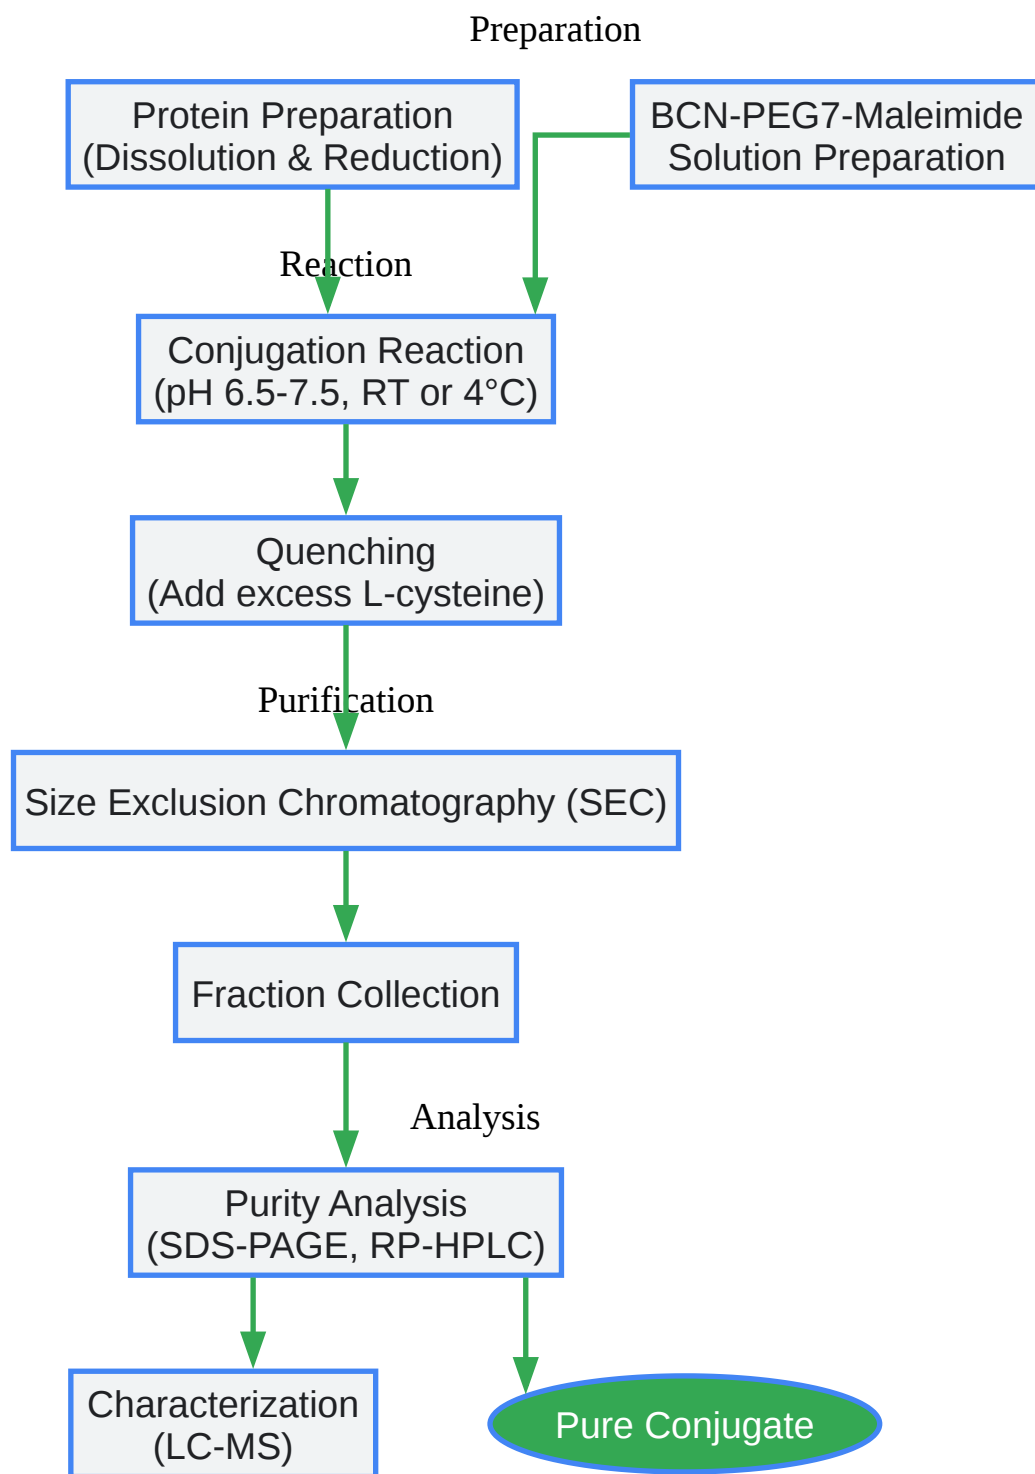 Preparation
Protein Preparation
(Dissolution & Reduction)
BCN-PEG7-Maleimide
Solution Preparation
Reaction
Conjugation Reaction
(pH 6.5-7.5, RT or 4°C)
Quenching
(Add excess L-cysteine)
Purification
Size Exclusion Chromatography (SEC)
Fraction Collection
Analysis
Purity Analysis
(SDS-PAGE, RP-HPLC)
Characterization
(LC-MS)
Pure Conjugate